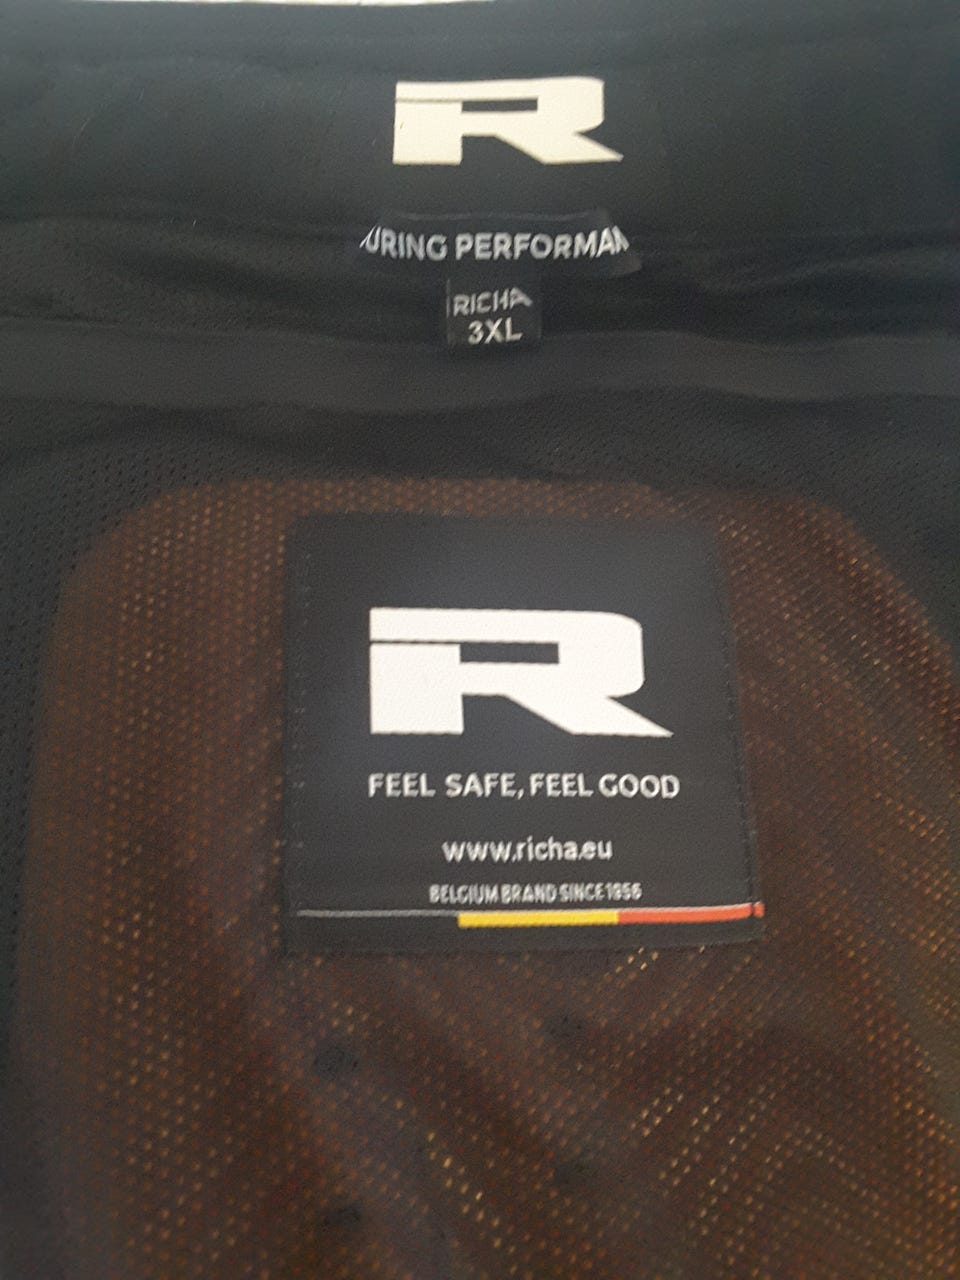 R
URING PERFORMAN
RICHA
3XL
R
FEEL SAFE, FEEL GOOD
www.richa.eu
BELGIUM BRAND SINCE 1956